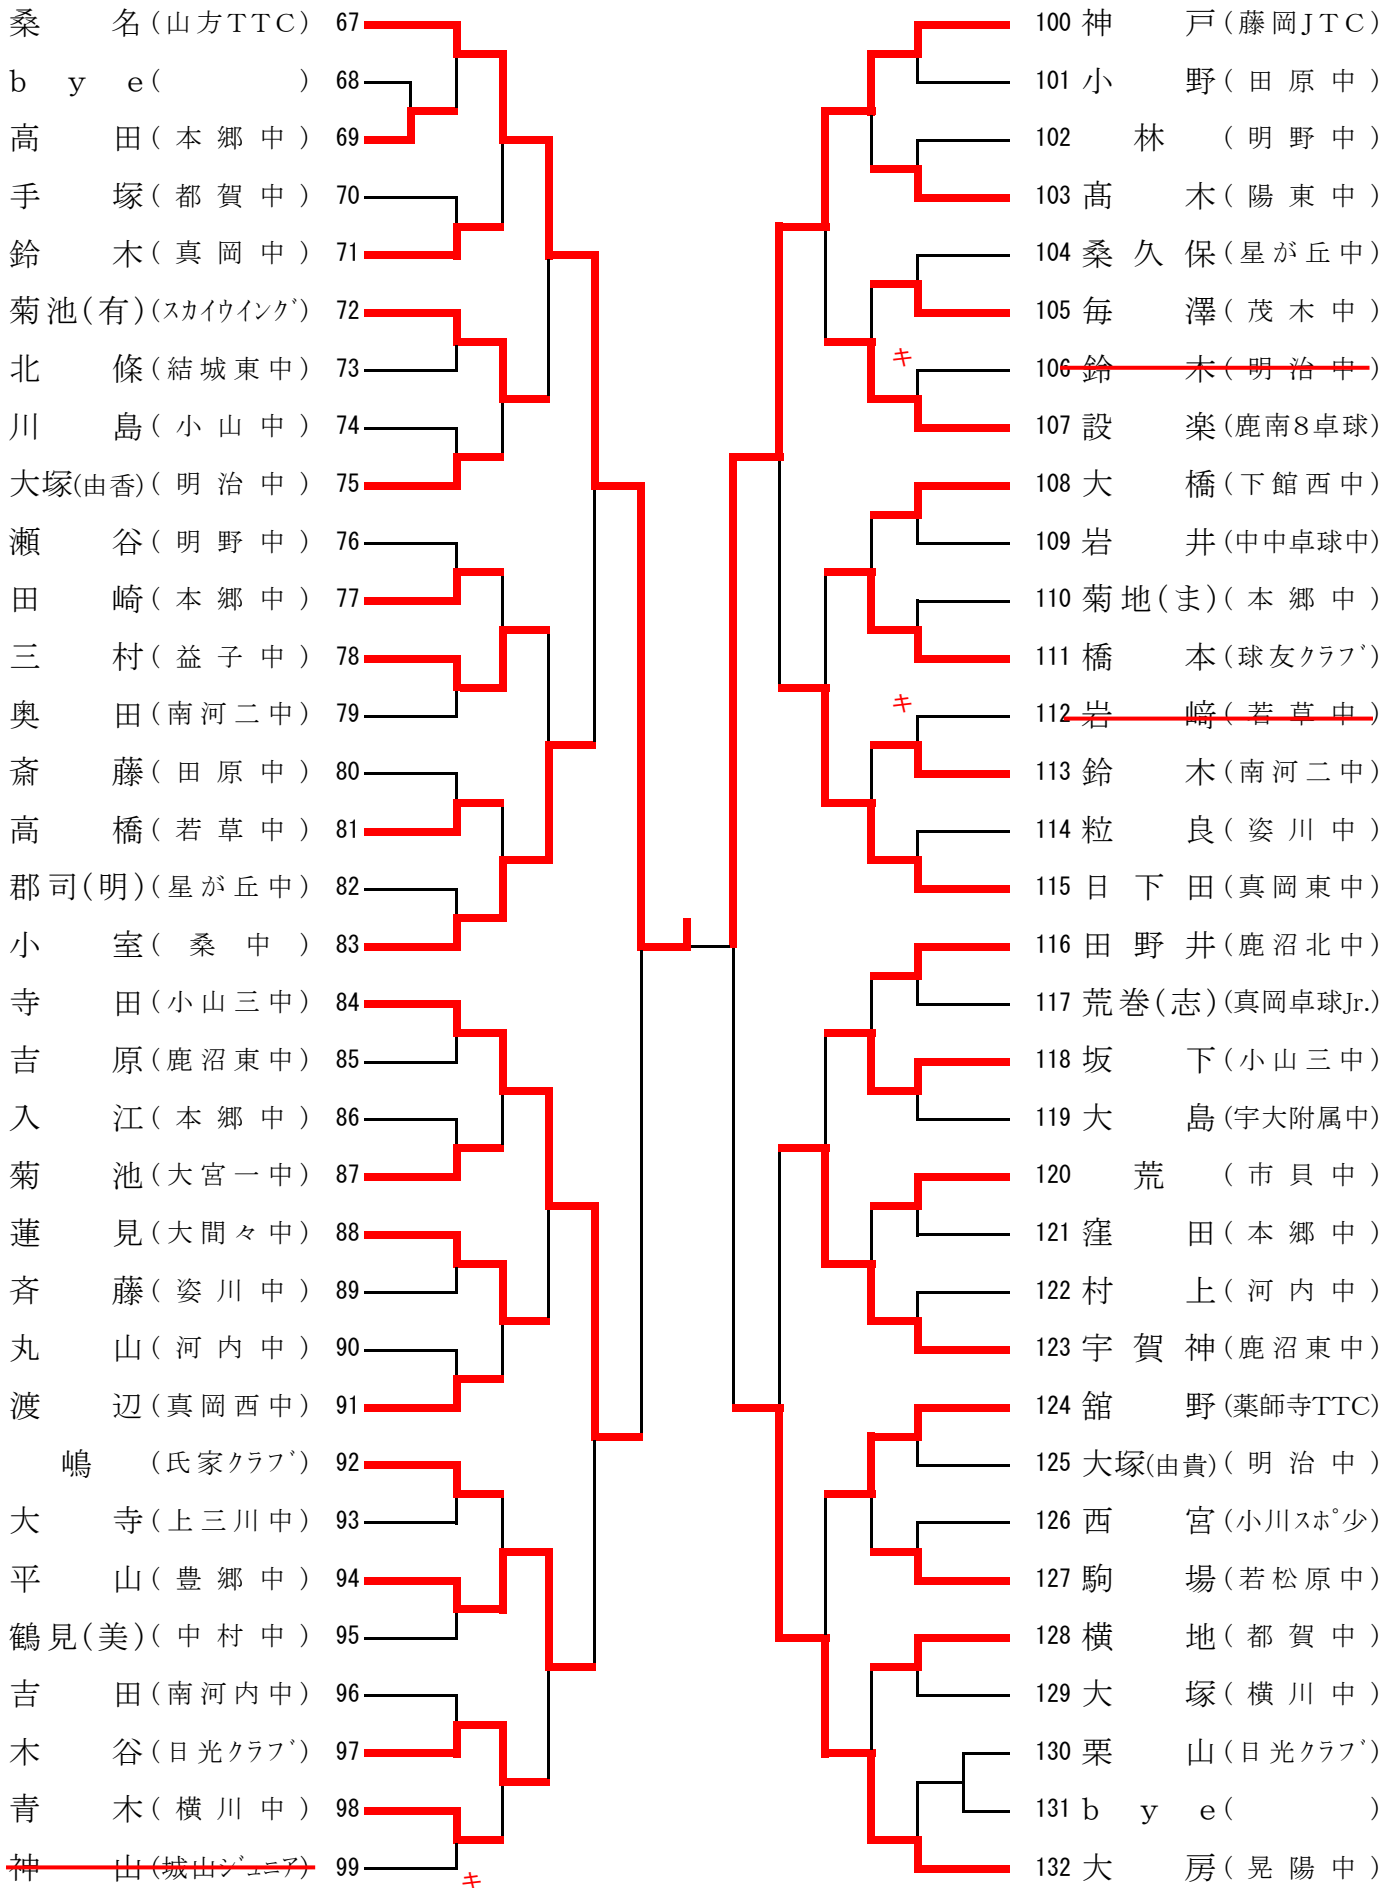 桑名(山方TTC) 67
bye( ) 68
高田(本郷中) 69
手塚(都賀中) 70
鈴木(真岡中) 71
菊池(有)(スカイウイング) 72
北條(結城東中) 73
川島(小山中) 74
大塚(由香)(明治中) 75
瀬谷(明野中) 76
田崎(本郷中) 77
三村(益子中) 78
奥田(南河二中) 79
斎藤(田原中) 80
高橋(若草中) 81
郡司(明)(星が丘中) 82
小室(桑中) 83
寺田(小山三中) 84
吉原(鹿沼東中) 85
入江(本郷中) 86
菊池(大宮一中) 87
蓮見(大間々中) 88
斉藤(姿川中) 89
丸山(河内中) 90
渡辺(真岡西中) 91
嶋(氏家クラブ) 92
大寺(上三川中) 93
平山(豊郷中) 94
鶴見(美)(中村中) 95
吉田(南河内中) 96
木谷(日光クラブ) 97
青木(横川中) 98
神山(城山ジュニア) 99
キ
100 神戸(藤岡JTC)
101 小野(田原中)
102 林(明野中)
103 髙木(陽東中)
104 桑久保(星が丘中)
105 毎澤(茂木中)
キ
106 鈴木(明治中)
107 設楽(鹿南8卓球)
108 大橋(下館西中)
109 岩井(中中卓球中)
110 菊地(ま)(本郷中)
111 橋本(球友クラブ)
キ
112 岩﨑(若草中)
113 鈴木(南河二中)
114 粒良(姿川中)
115 日下田(真岡東中)
116 田野井(鹿沼北中)
117 荒巻(志)(真岡卓球Jr.)
118 坂下(小山三中)
119 大島(宇大附属中)
120 荒(市貝中)
121 窪田(本郷中)
122 村上(河内中)
123 宇賀神(鹿沼東中)
124 舘野(薬師寺TTC)
125 大塚(由貴)(明治中)
126 西宮(小川スポ少)
127 駒場(若松原中)
128 横地(都賀中)
129 大塚(横川中)
130 栗山(日光クラブ)
131 bye( )
132 大房(晃陽中)